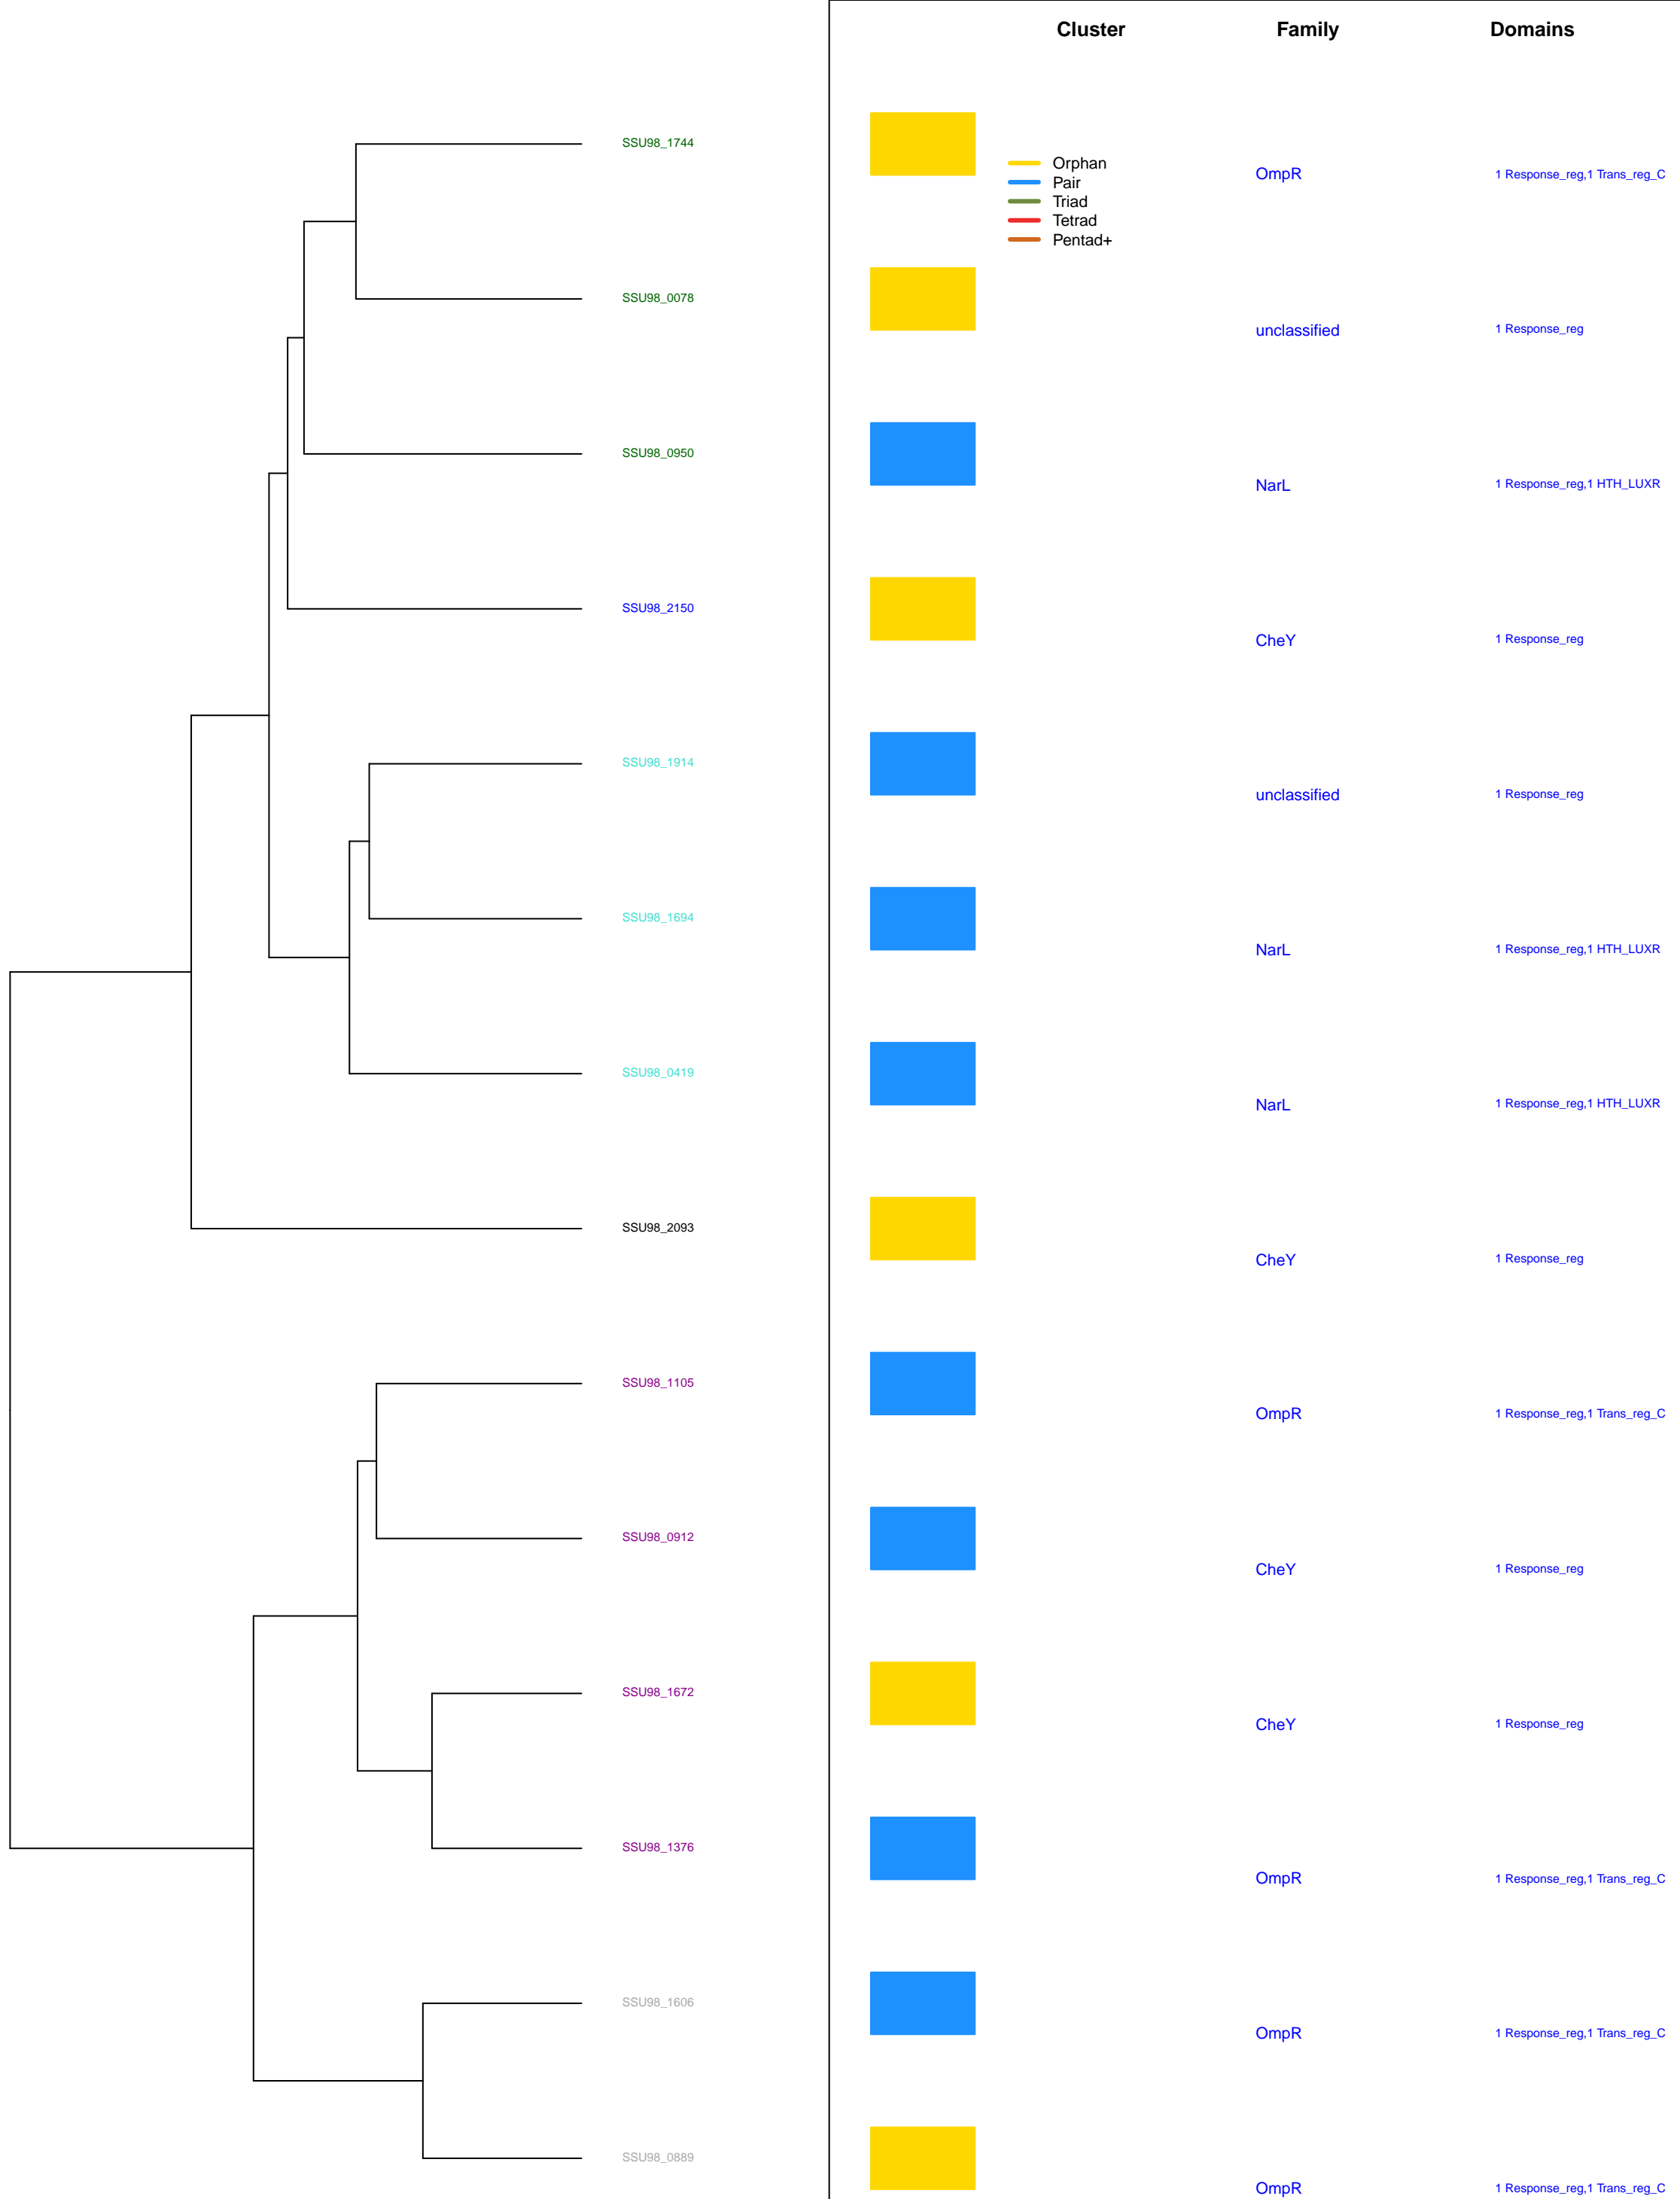 Cluster Family Domains
SSU98_1744
Orphan
Pair
Triad
Tetrad
Pentad+
OmpR 1 Response_reg,1 Trans_reg_C
SSU98_0078
unclassified 1 Response_reg
SSU98_0950
NarL 1 Response_reg,1 HTH_LUXR
SSU98_2150
CheY 1 Response_reg
SSU98_1914
unclassified 1 Response_reg
SSU98_1694
NarL 1 Response_reg,1 HTH_LUXR
SSU98_0419
NarL 1 Response_reg,1 HTH_LUXR
SSU98_2093
CheY 1 Response_reg
SSU98_1105
OmpR 1 Response_reg,1 Trans_reg_C
SSU98_0912
CheY 1 Response_reg
SSU98_1672
CheY 1 Response_reg
SSU98_1376
OmpR 1 Response_reg,1 Trans_reg_C
SSU98_1606
OmpR 1 Response_reg,1 Trans_reg_C
SSU98_0889
OmpR 1 Response_reg,1 Trans_reg_C